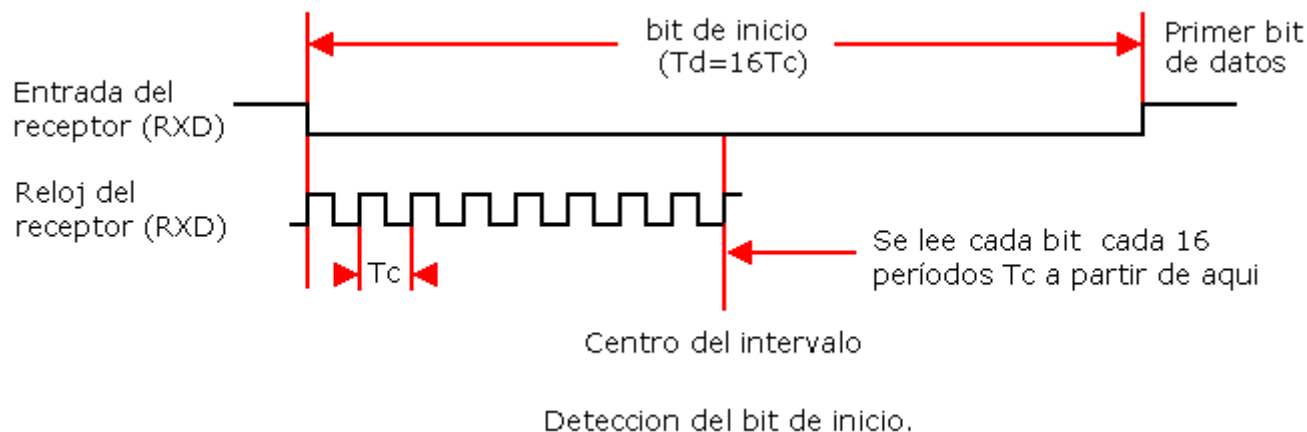 bit de inicio
(Td=16Tc)
Primer bit
de datos
Entrada del
receptor (RXD)
Reloj del
receptor (RXD)
Tc
Se lee cada bit cada 16
períodos Tc a partir de aqui
Centro del intervalo
Deteccion del bit de inicio.